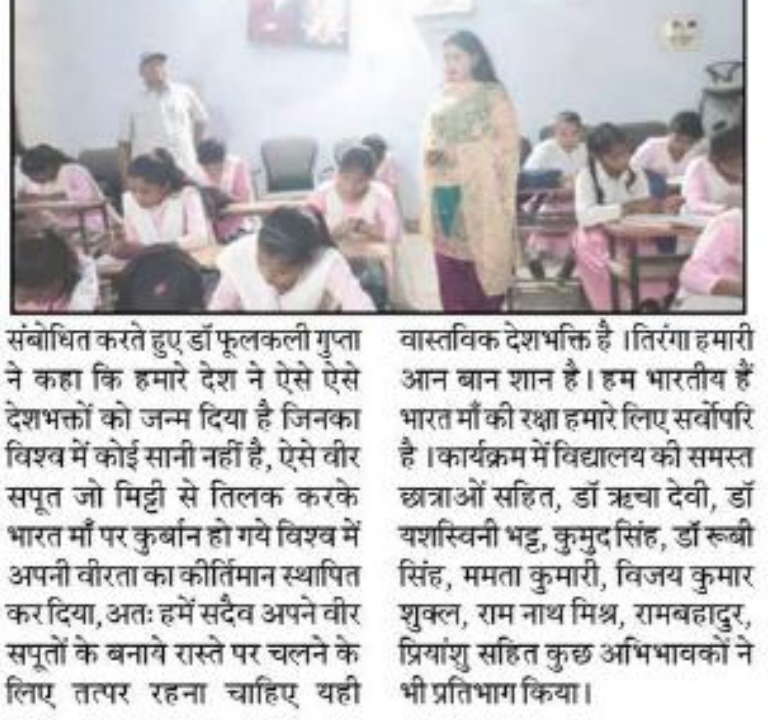 संबोधित करते हुए डॉ फूलकली गुप्ता
ने कहा कि हमारे देश ने ऐसे ऐसे
देशभक्तों को जन्म दिया है जिनका
विश्व में कोई सानी नहीं है, ऐसे वीर
सपूत जो मिट्टी से तिलक करके
भारत माँ पर कुर्बान हो गये विश्व में
अपनी वीरता का कीर्तिमान स्थापित
कर दिया, अतः हमें सदैव अपने वीर
सपूतों के बनाये रास्ते पर चलने के
लिए तत्पर रहना चाहिए यही
वास्तविक देशभक्ति है । तिरंगा हमारी
आन बान शान है। हम भारतीय हैं
भारत माँ की रक्षा हमारे लिए सर्वोपरि
है । कार्यक्रम में विद्यालय की समस्त
छात्राओं सहित, डॉ ऋचा देवी, डॉ
यशस्विनी भट्ट, कुमुद सिंह, डॉ रूबी
सिंह, ममता कुमारी, विजय कुमार
शुक्ल, राम नाथ मिश्र, रामबहादुर,
प्रियांशु सहित कुछ अभिभावकों ने
भी प्रतिभाग किया।